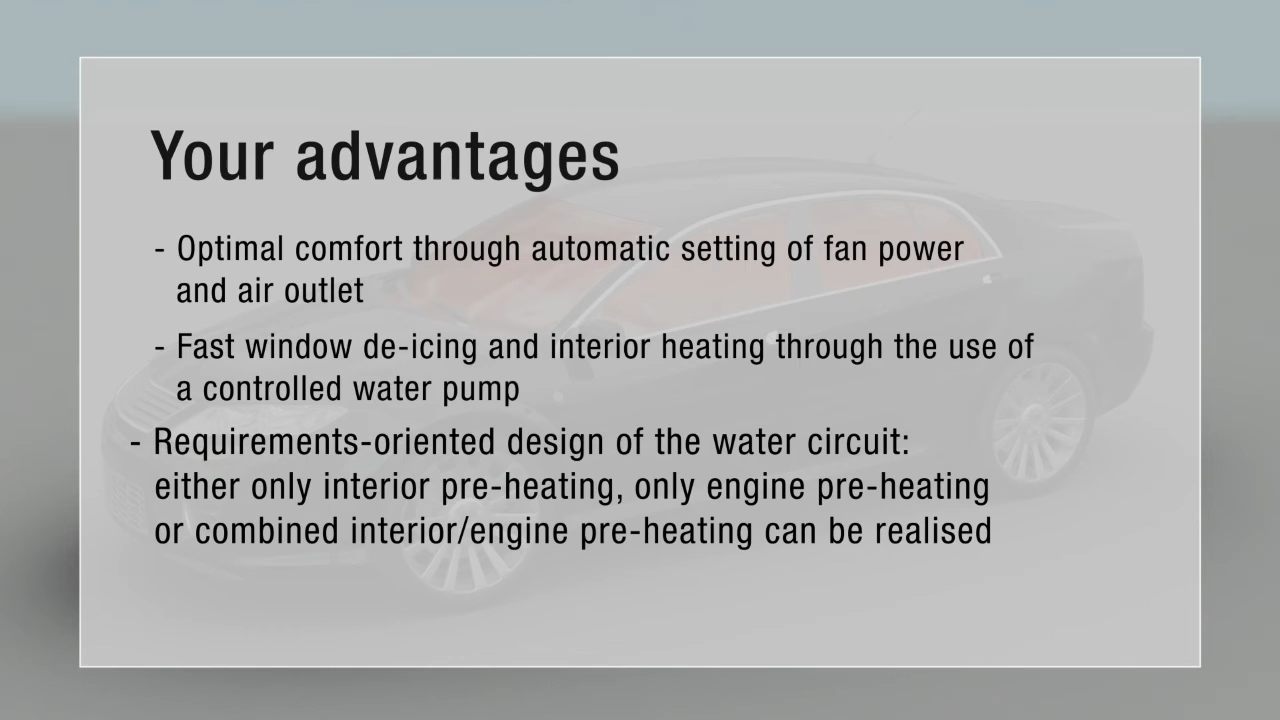 Your advantages
- Optimal comfort through automatic setting of fan power
and air outlet
- Fast window de-icing and interior heating through the use of
a controlled water pump
- Requirements-oriented design of the water circuit:
either only interior pre-heating, only engine pre-heating
or combined interior/engine pre-heating can be realised